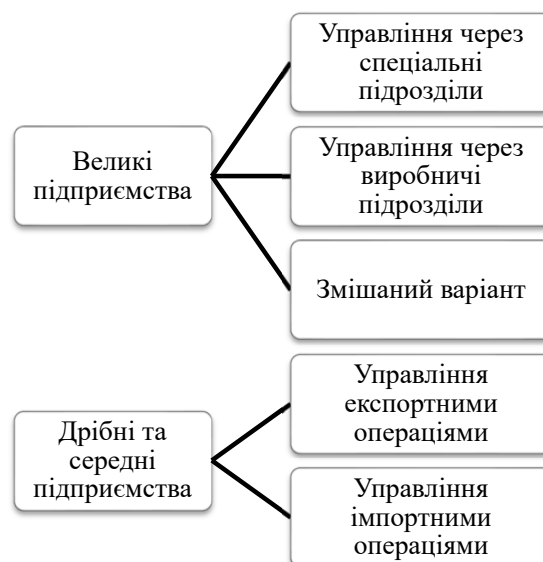 Управління через
спеціальні
підрозділи
Великі
підприємства
Управління через
виробничі
підрозділи
Змішаний варіант
Управління
експортними
операціями
Дрібні та
середні
підприємства
Управління
імпортними
операціями